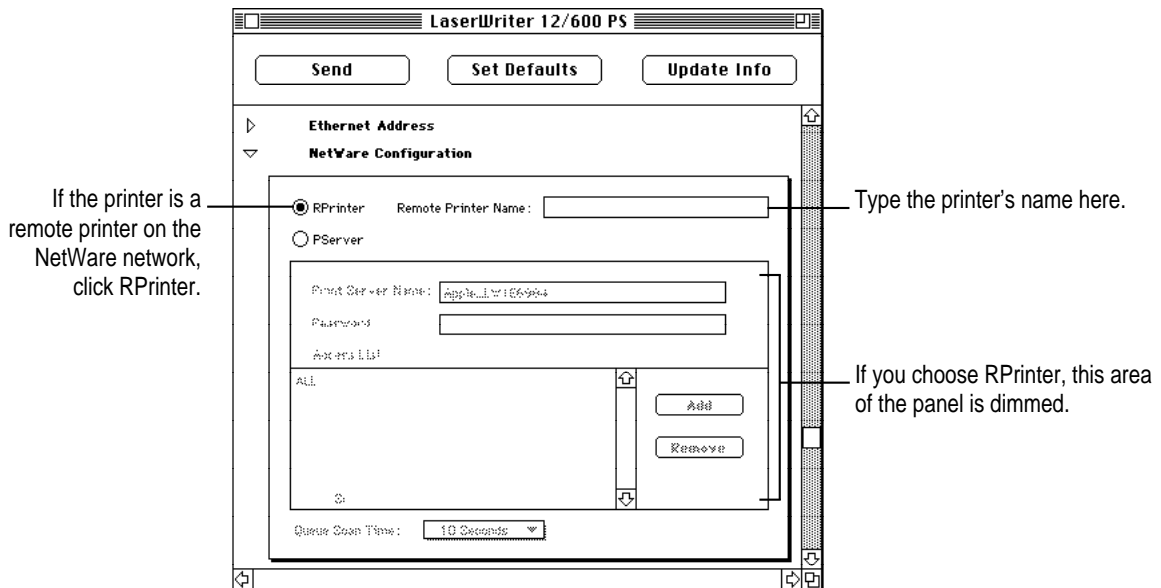 LaserWriter 12/600 PS
Send
Set Defaults
Update Info
Ethernet Address
NetWare Configuration
If the printer is a
remote printer on the
NetWare network,
click RPrinter.
RPrinter Remote Printer Name:
Type the printer's name here.
PServer
Print Server Name:
Password
Access List
ALL
Add
Remove
If you choose RPrinter, this area
of the panel is dimmed.
Queue Scan Time: 10 Seconds